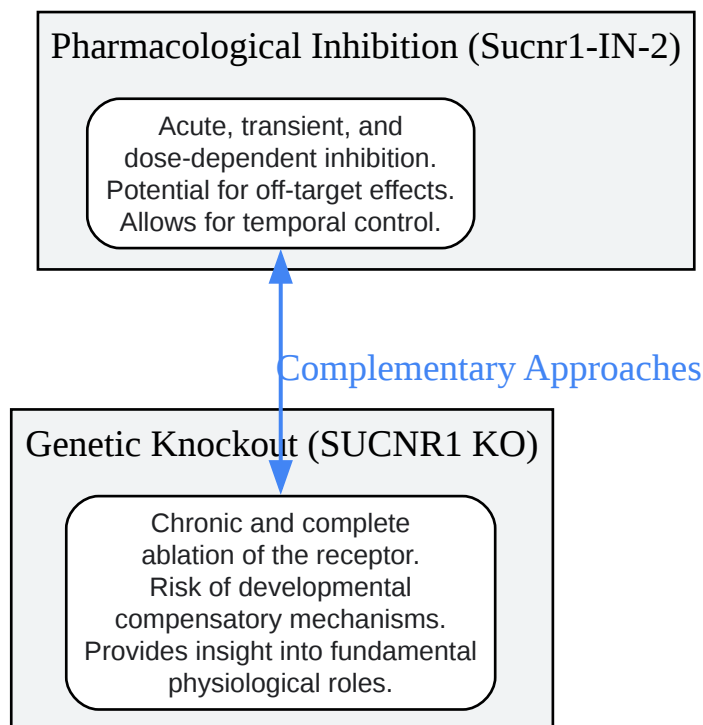 Pharmacological Inhibition (Sucnr1-IN-2)
Acute, transient, and
dose-dependent inhibition.
Potential for off-target effects.
Allows for temporal control.
Complementary Approaches
Genetic Knockout (SUCNR1 KO)
Chronic and complete
ablation of the receptor.
Risk of developmental
compensatory mechanisms.
Provides insight into fundamental
physiological roles.